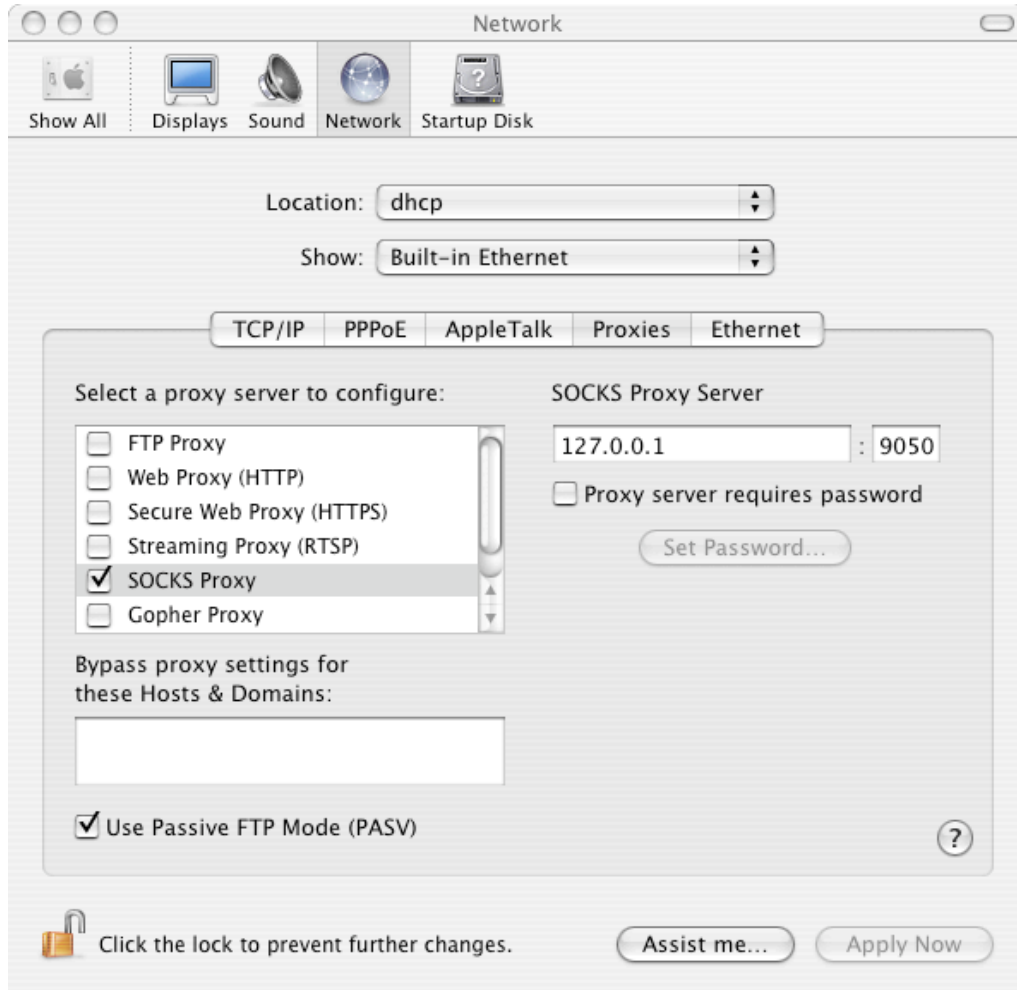 Network
Show All Displays Sound Network Startup Disk
Location: dhcp
Show: Built-in Ethernet
TCP/IP PPPoE AppleTalk Proxies Ethernet
Select a proxy server to configure:
FTP Proxy
Web Proxy (HTTP)
Secure Web Proxy (HTTPS)
Streaming Proxy (RTSP)
SOCKS Proxy
Gopher Proxy
SOCKS Proxy Server
127.0.0.1 : 9050
Proxy server requires password
Set Password...
Bypass proxy settings for
these Hosts & Domains:
Use Passive FTP Mode (PASV)
?
Click the lock to prevent further changes.
Assist me... Apply Now